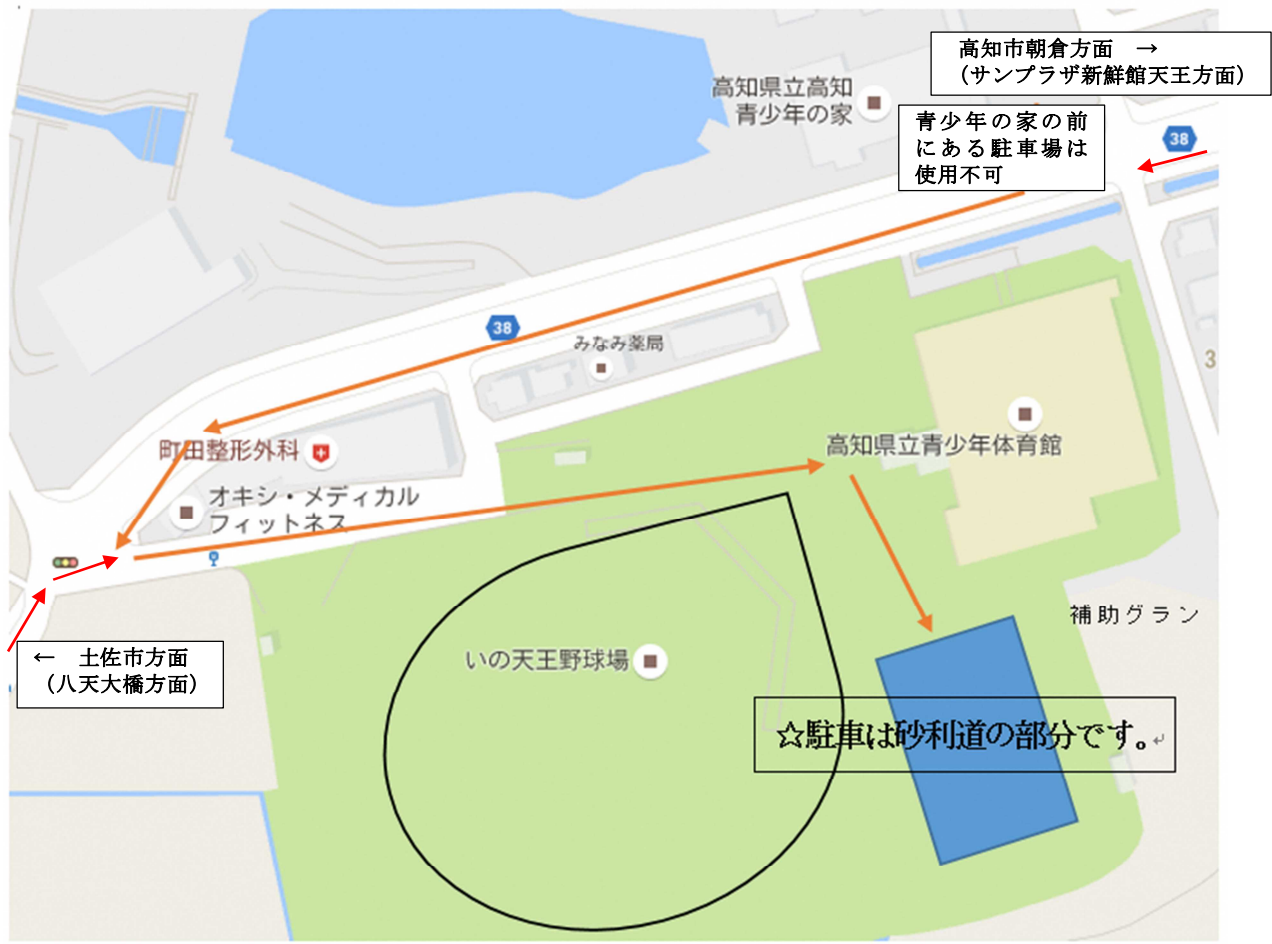 高知市朝倉方面　→
（サンプラザ新鮮館天王方面）
高知県立高知
青少年の家
青少年の家の前
にある駐車場は
使用不可
38
38
みなみ薬局
3
町田整形外科
高知県立青少年体育館
オキシ・メディカル
フィットネス
補助グラン
←　土佐市方面
（八天大橋方面）
いの天王野球場
☆駐車は砂利道の部分です。